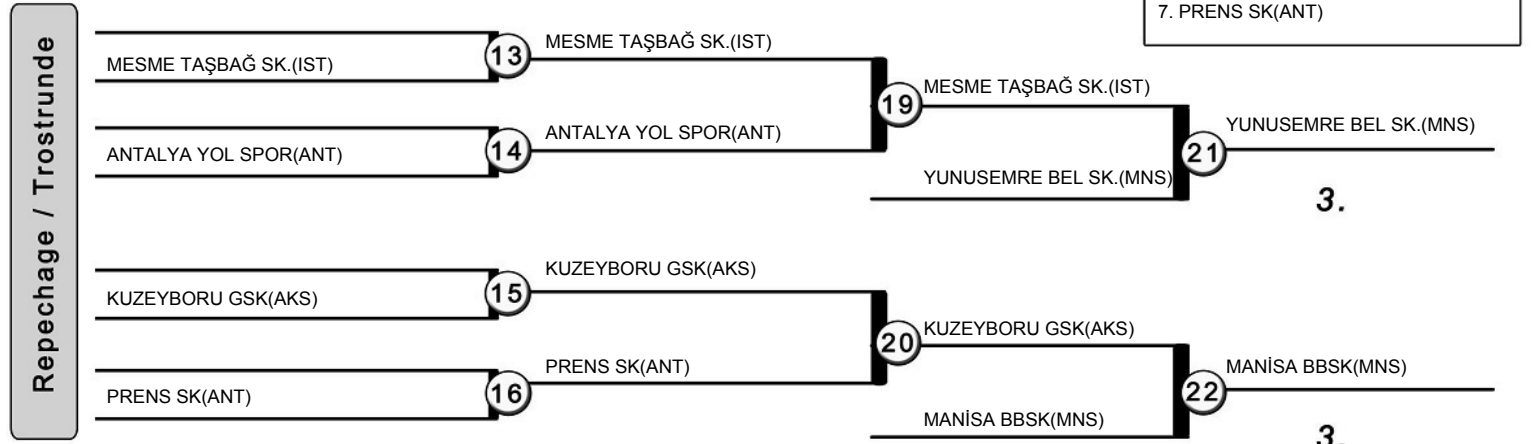 7. PRENS SK(ANT)
Repechage / Trostrunde
MESME TAŞBAĞ SK.(IST)
13
MESME TAŞBAĞ SK.(IST)
ANTALYA YOL SPOR(ANT)
14
ANTALYA YOL SPOR(ANT)
19
MESME TAŞBAĞ SK.(IST)
YUNUSEMRE BEL SK.(MNS)
21
YUNUSEMRE BEL SK.(MNS)
3.
KUZEYBORU GSK(AKS)
15
KUZEYBORU GSK(AKS)
PRENS SK(ANT)
16
PRENS SK(ANT)
20
KUZEYBORU GSK(AKS)
MANİSA BBSK(MNS)
22
MANİSA BBSK(MNS)
3.